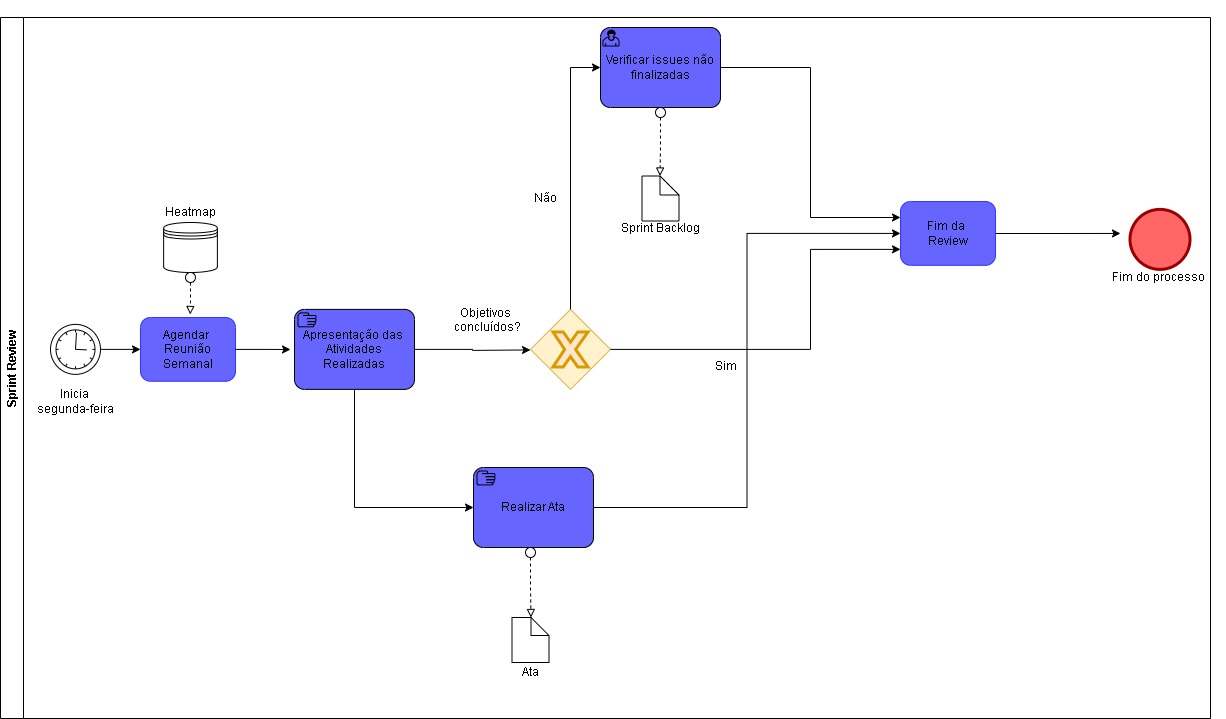 Sprint Review
Verificar issues não
finalizadas
Não
Heatmap
Sprint Backlog
Fim da
Review
Fim do processo
Objetivos
concluídos?
Agendar
Reunião
Semanal
Apresentação das
Atividades
Realizadas
Sim
Inicia
segunda-feira
Realizar Ata
Ata